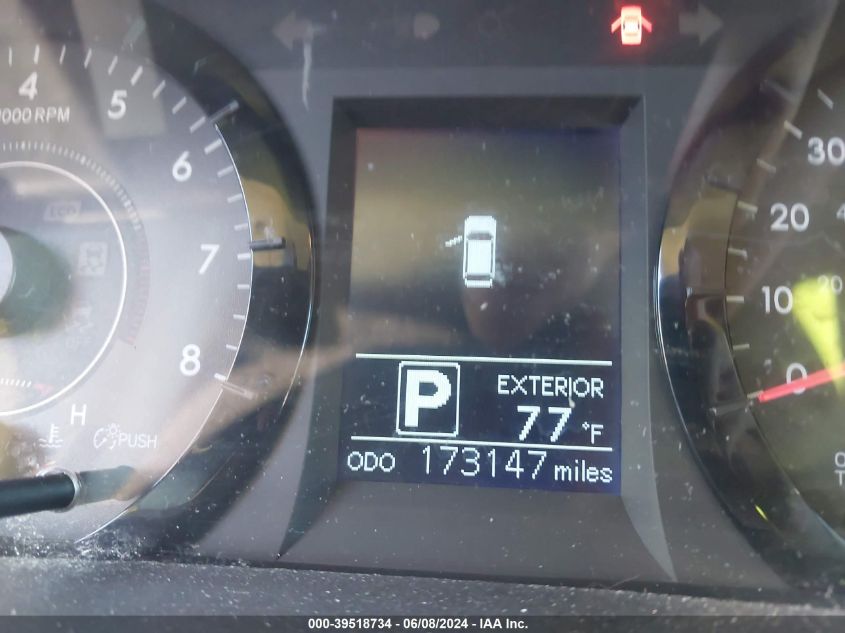 4
5
1000 RPM
6
7
8
H
PUSH
30
20
20
10
0
P
EXTERIOR
77 °F
ODO 173147 miles
000-39518734 / 06/08/2024 / IAA Inc.